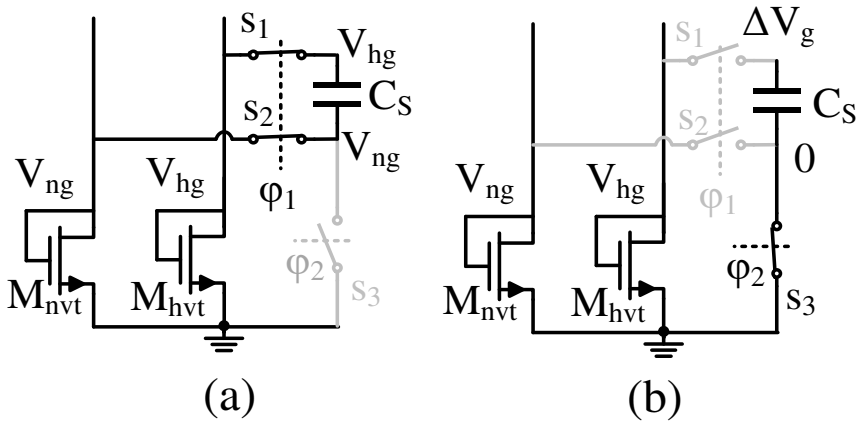 s1
Vhg
CS
s2
Vng
Vng
Vhg
φ1
φ2
Mnvt
Mhvt
s3
(a)
s1
ΔVg
CS
s2
0
Vng
Vhg
φ1
φ2
Mnvt
Mhvt
s3
(b)